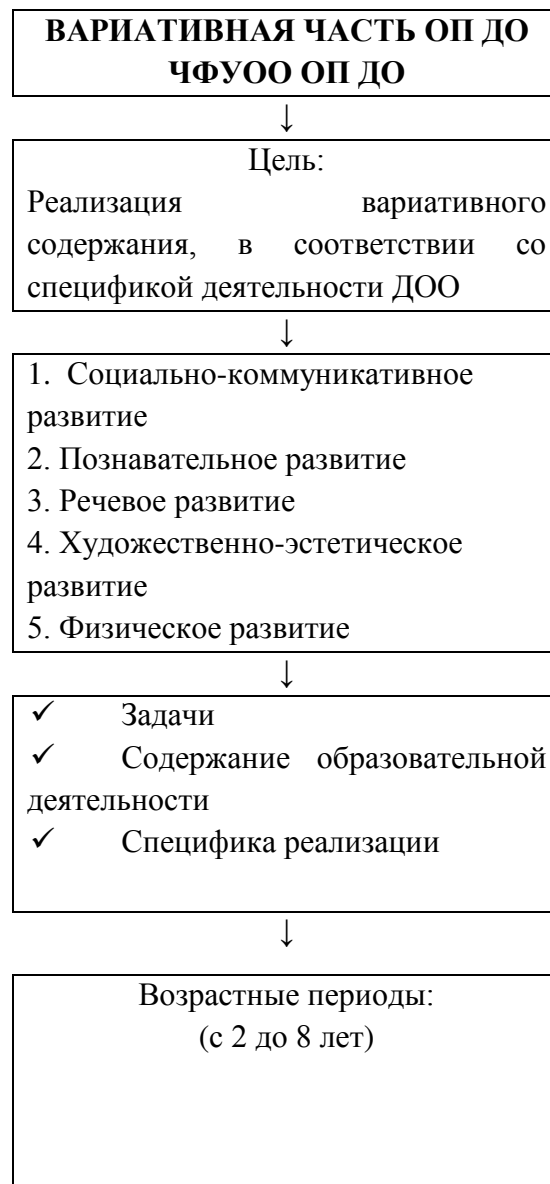 ВАРИАТИВНАЯ ЧАСТЬ ОП ДО
ЧФУОО ОП ДО
↓
Цель:
Реализация вариативного
содержания, в соответствии со
спецификой деятельности ДОО
↓
1. Социально-коммуникативное
развитие
2. Познавательное развитие
3. Речевое развитие
4. Художественно-эстетическое
развитие
5. Физическое развитие
↓
✓ Задачи
✓ Содержание образовательной
деятельности
✓ Специфика реализации
↓
Возрастные периоды:
(с 2 до 8 лет)